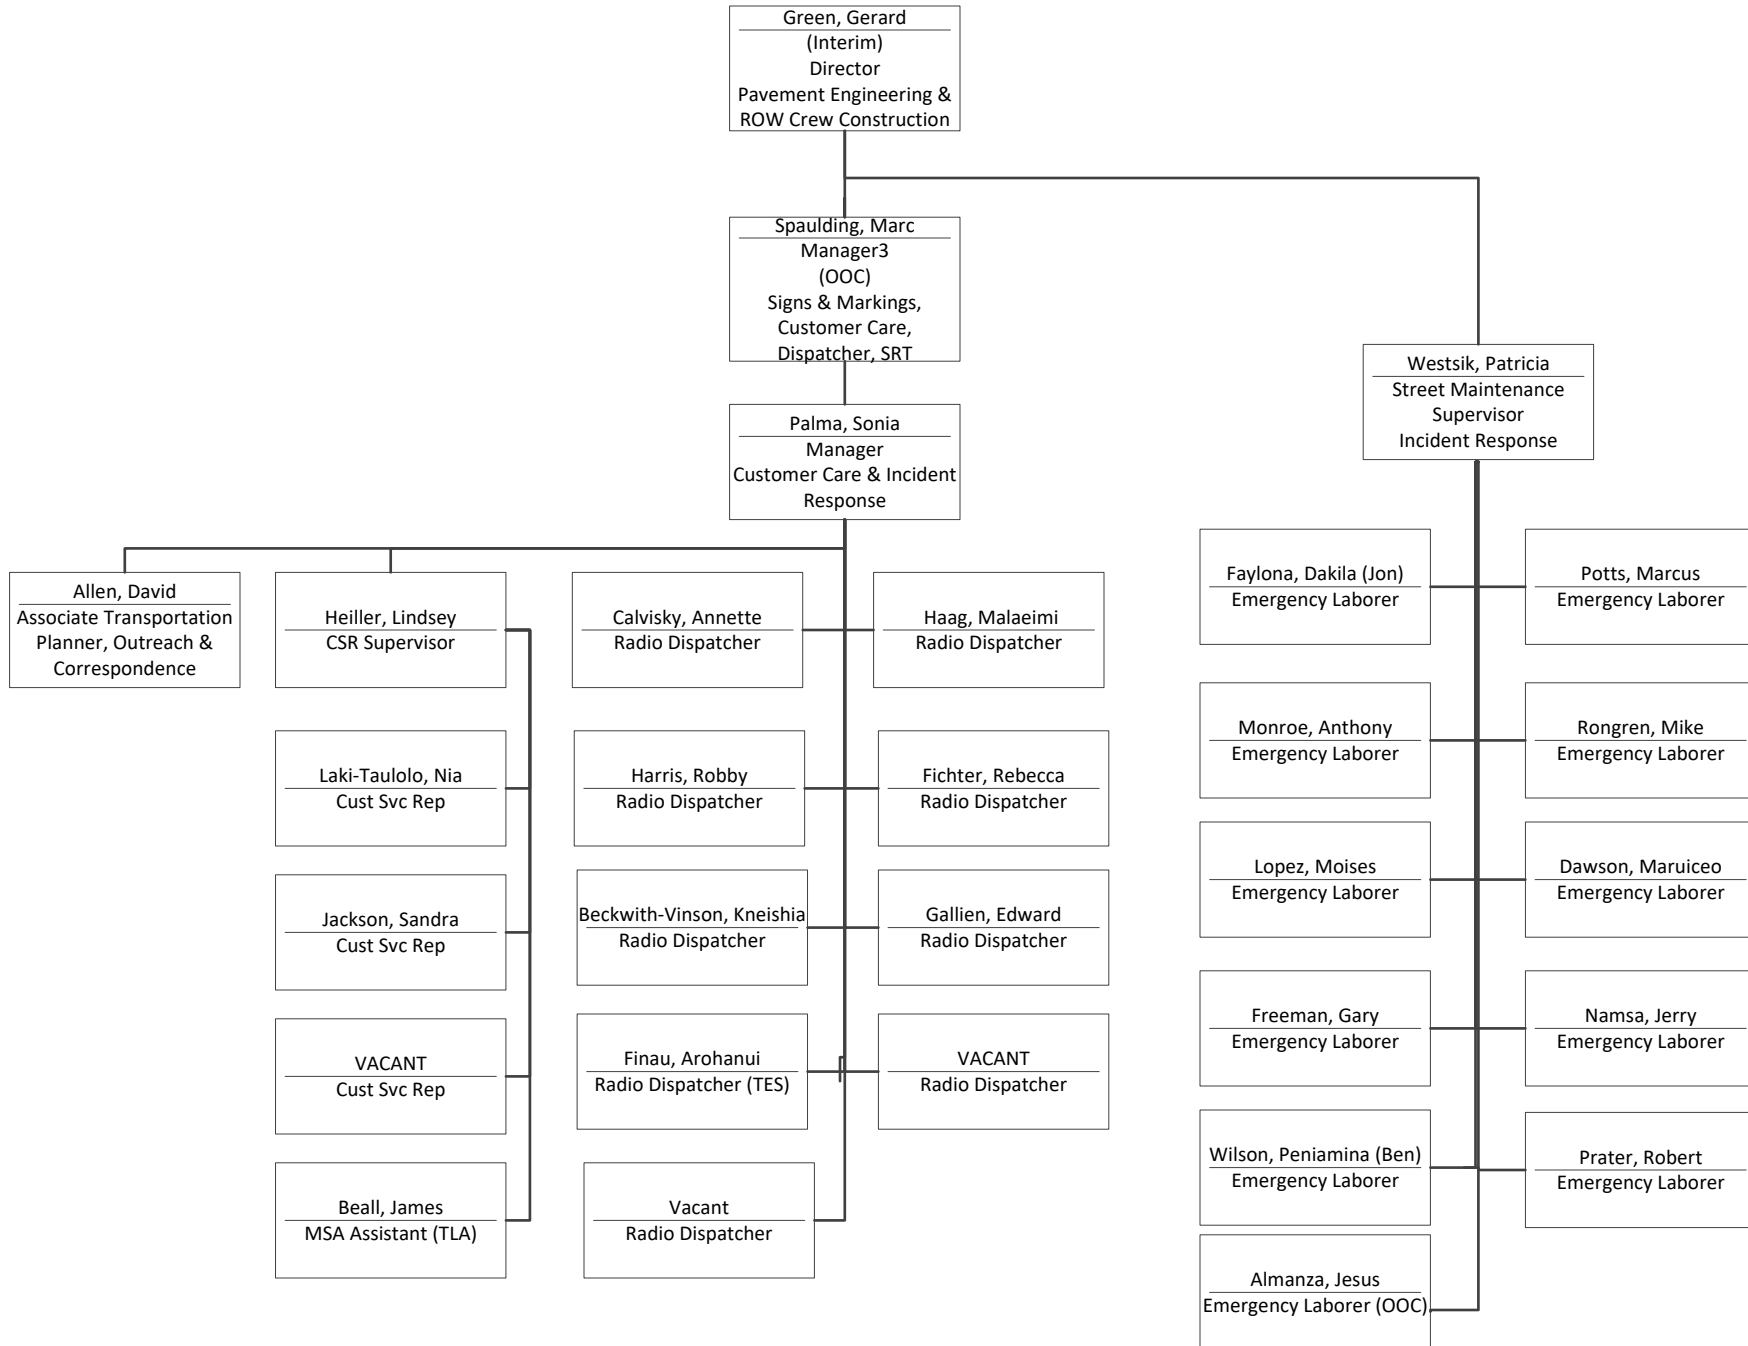 Green, Gerard
(Interim)
Director
Pavement Engineering &
ROW Crew Construction
Spaulding, Marc
Manager3
(OOC)
Signs & Markings,
Customer Care,
Dispatcher, SRT
Westsik, Patricia
Street Maintenance
Supervisor
Incident Response
Palma, Sonia
Manager
Customer Care & Incident
Response
Allen, David
Associate Transportation
Planner, Outreach &
Correspondence
Heiller, Lindsey
CSR Supervisor
Laki-Taulolo, Nia
Cust Svc Rep
Jackson, Sandra
Cust Svc Rep
VACANT
Cust Svc Rep
Beall, James
MSA Assistant (TLA)
Calvisky, Annette
Radio Dispatcher
Haag, Malaeimi
Radio Dispatcher
Harris, Robby
Radio Dispatcher
Fichter, Rebecca
Radio Dispatcher
Beckwith-Vinson, Kneishia
Radio Dispatcher
Gallien, Edward
Radio Dispatcher
Finau, Arohanui
Radio Dispatcher (TES)
VACANT
Radio Dispatcher
Vacant
Radio Dispatcher
Faylona, Dakila (Jon)
Emergency Laborer
Potts, Marcus
Emergency Laborer
Monroe, Anthony
Emergency Laborer
Rongren, Mike
Emergency Laborer
Lopez, Moises
Emergency Laborer
Dawson, Maruiceo
Emergency Laborer
Freeman, Gary
Emergency Laborer
Namsa, Jerry
Emergency Laborer
Wilson, Peniamina (Ben)
Emergency Laborer
Prater, Robert
Emergency Laborer
Almanza, Jesus
Emergency Laborer (OOC)